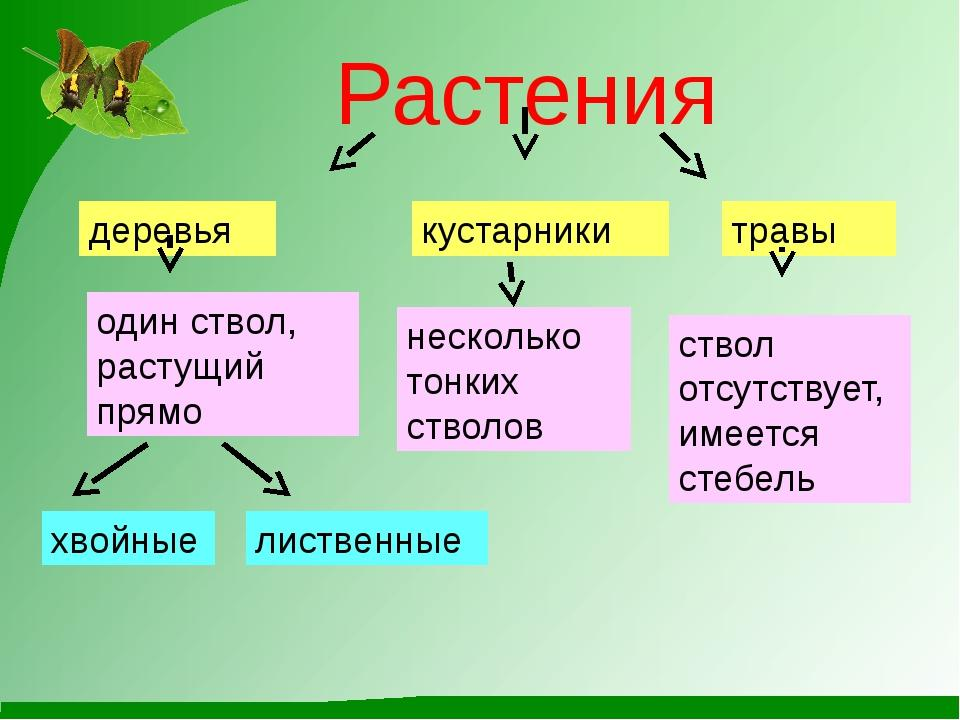 Растения
деревья
кустарники
травы
один ствол,
растущий
прямо
несколько
тонких
стволов
ствол
отсутствует,
имеется
стебель
хвойные
лиственные